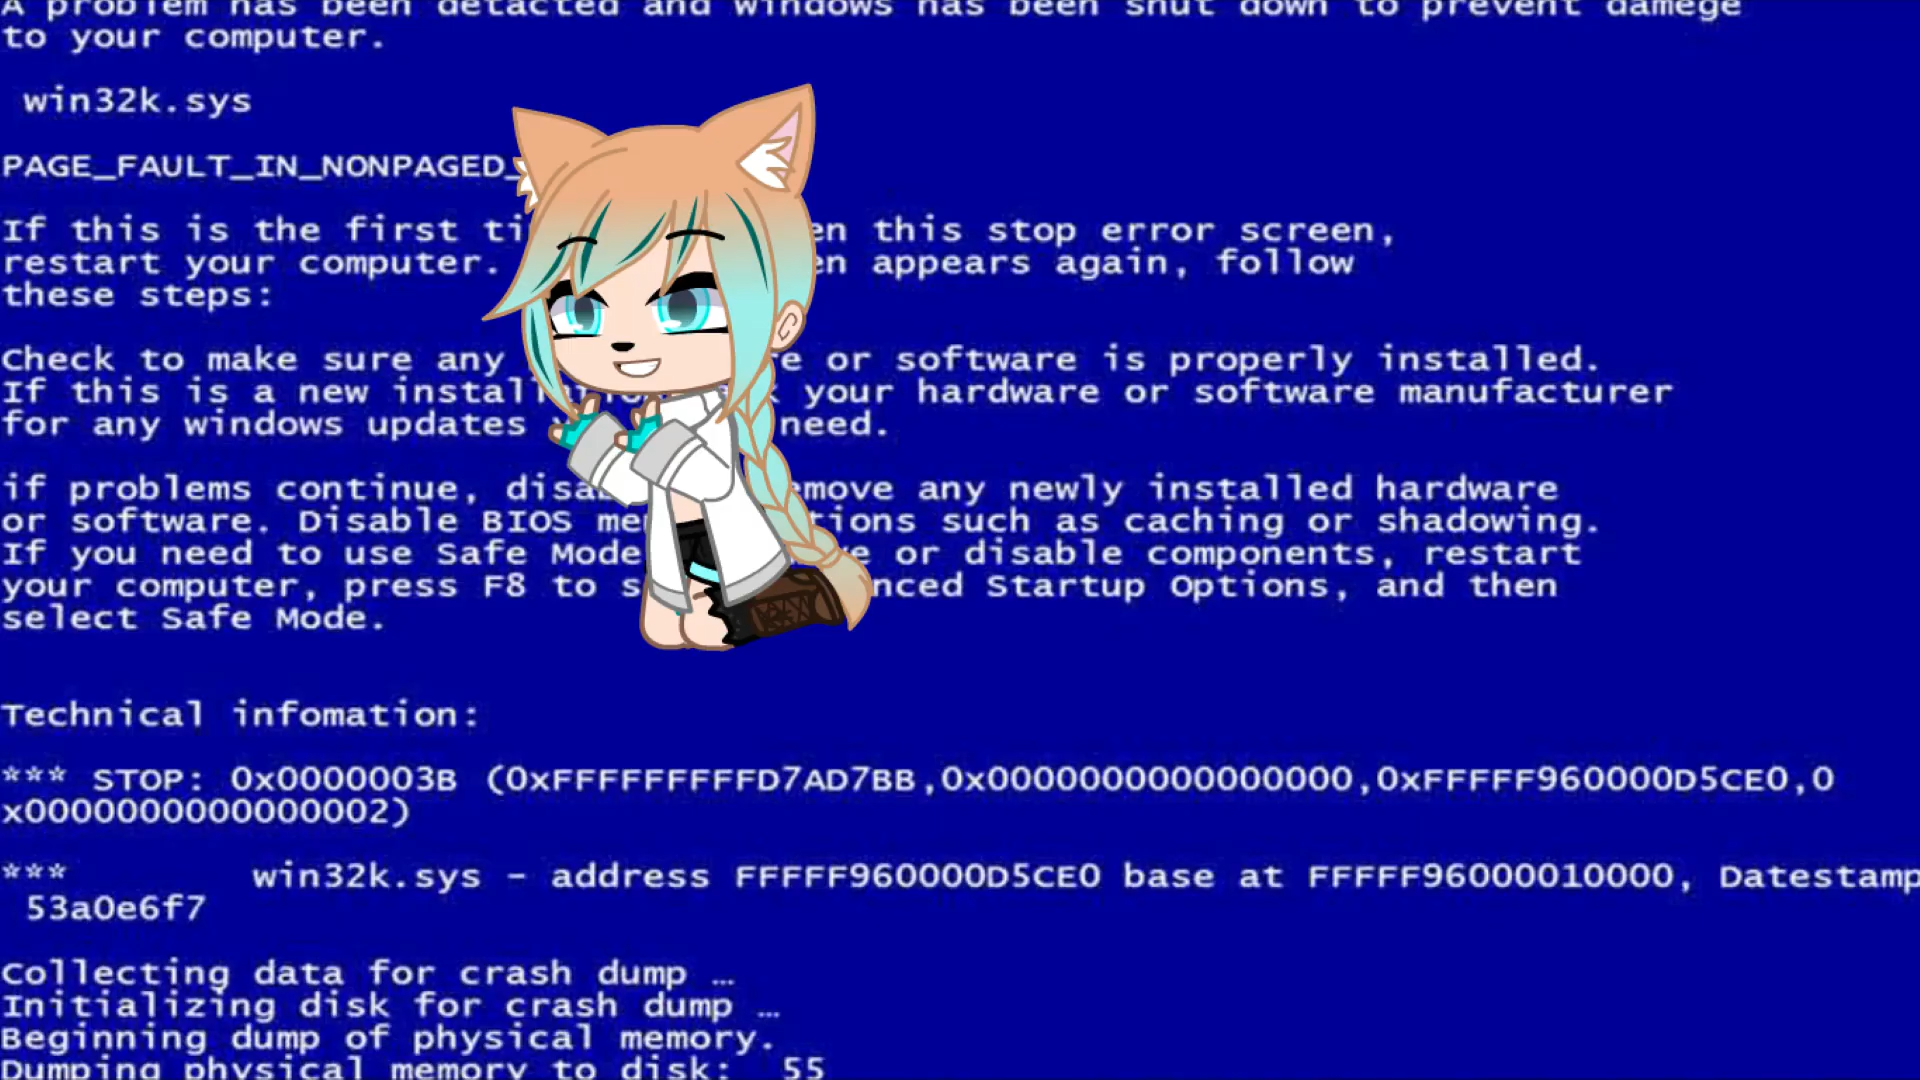 A problem has been detacted and windows has been shut down to prevent damege
to your computer.
win32k.sys
PAGE_FAULT_IN_NONPAGED_
If this is the first ti en this stop error screen,
restart your computer. en appears again, follow
these steps:
Check to make sure any e or software is properly installed.
If this is a new install k your hardware or software manufacturer
for any windows updates need.
if problems continue, disa move any newly installed hardware
or software. Disable BIOS me tions such as caching or shadowing.
If you need to use Safe Mode e or disable components, restart
your computer, press F8 to s nced Startup Options, and then
select Safe Mode.
Technical infomation:
*** STOP: 0x0000003B (0xFFFFFFFFFD7AD7BB,0x0000000000000000,0xFFFFF960000D5CE0,0
x0000000000000002)
*** win32k.sys - address FFFFF960000D5CE0 base at FFFFF96000010000, Datestamp
53a0e6f7
Collecting data for crash dump …
Initializing disk for crash dump …
Beginning dump of physical memory.
Dumping physical memory to disk: 55